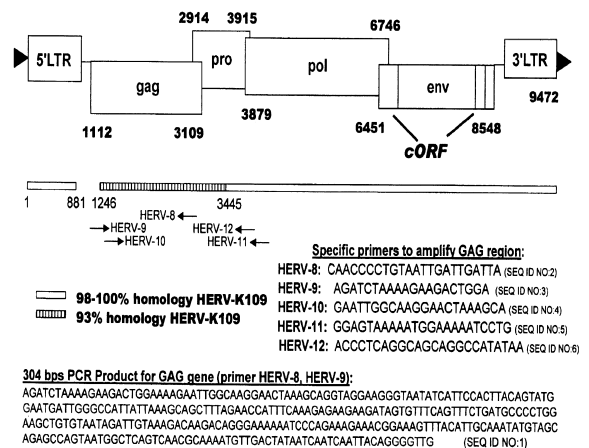 2914 3915 6746
5'LTR pro pol 3'LTR
gag env
9472
1112 3109 3879 6451 8548
cORF
1 881 1246 3445
HERV-8
HERV-9 HERV-12
HERV-10 HERV-11
Specific primers to amplify GAG region:
HERV-8: CAACCCCTGTAATTGATTGATTA (SEQ ID NO:2)
HERV-9: AGATCTAAAAGAAGACTGGA (SEQ ID NO:3)
HERV-10: GAATTGGCAAGGAACTAAAGCA (SEQ ID NO:4)
HERV-11: GGAGTAAAAATGGAAAAATCCTG (SEQ ID NO:5)
HERV-12: ACCCTCAGGCAGCAGGCCATATAA (SEQ ID NO:6)
98-100% homology HERV-K109
93% homology HERV-K109
304 bps PCR Product for GAG gene (primer HERV-8, HERV-9):
AGATCTAAAAGAAGACTGGAAAAGAATTGGCAAGGAACTAAAGCAGGTAGGAAGGGTAATATCATTCCACTTACAGTATG
GAATGATTGGGCCATTATTAAAGCAGCTTTAGAACCATTTCAAAGAGAAGAAGATAGTGTTTCAGTTTCTGATGCCCCTGG
AAGCTGTGTAATAGATTGTAAAGACAAGACAGGGAAAAAATCCCAGAAAGAAACGGAAAGTTTACATTGCAAATATGTAGC
AGAGCCAGTAATGGCTCAGTCAACGCAAAATGTTGACTATAATCAATCAATTACAGGGGTTG (SEQ ID NO:1)